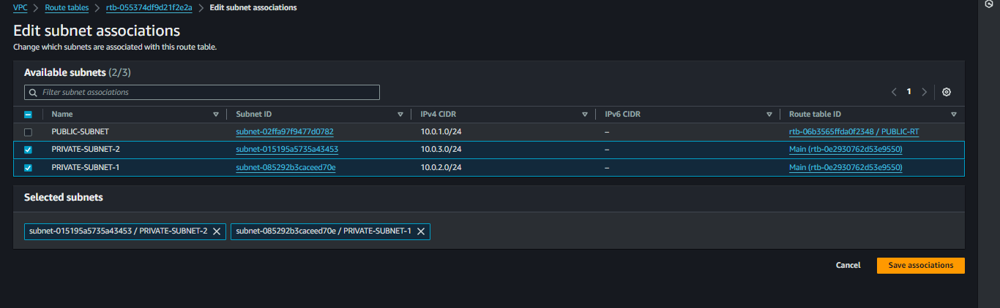 VPC > Route tables > rtb-055374df9d21f2e2a > Edit subnet associations
Edit subnet associations
Change which subnets are associated with this route table.
Available subnets (2/3)
Filter subnet associations
1
Name Subnet ID IPv4 CIDR IPv6 CIDR Route table ID
PUBLIC-SUBNET subnet-02ffa97f9477d0782 10.0.1.0/24 – rtb-06b3565ffda0f2348 / PUBLIC-RT
PRIVATE-SUBNET-2 subnet-015195a5735a43453 10.0.3.0/24 – Main (rtb-0e2930762d53e9550)
PRIVATE-SUBNET-1 subnet-085292b3caceed70e 10.0.2.0/24 – Main (rtb-0e2930762d53e9550)
Selected subnets
subnet-015195a5735a43453 / PRIVATE-SUBNET-2 subnet-085292b3caceed70e / PRIVATE-SUBNET-1
Cancel Save associations